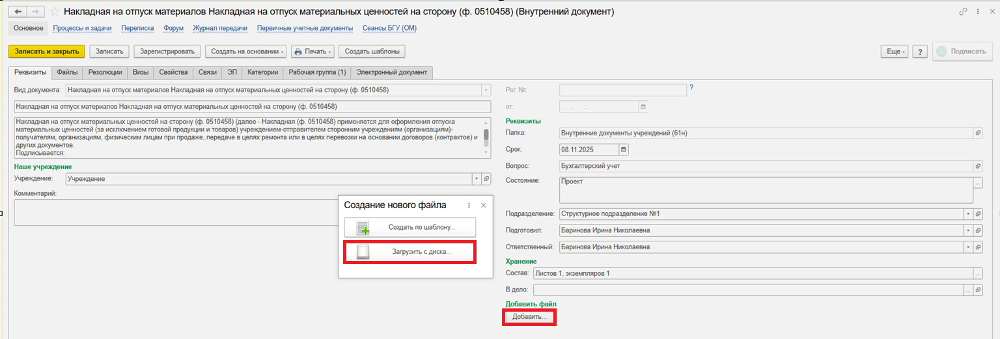 Накладная на отпуск материалов Накладная на отпуск материальных ценностей на сторону (ф. 0510458) (Внутренний документ)
Основное Процессы и задачи Переписка Форум Журнал передачи Первичные учетные документы Сеансы БГУ (ОМ)
Записать и закрыть Записать Зарегистрировать Создать на основании Печать Создать шаблоны Еще ? Подписать
Реквизиты Файлы Резолюции Визы Свойства Связи ЭП Категории Рабочая группа (1) Электронный документ
Вид документа: Накладная на отпуск материалов Накладная на отпуск материальных ценностей на сторону (ф. 0510458)
Накладная на отпуск материалов Накладная на отпуск материальных ценностей на сторону (ф. 0510458)
Накладная на отпуск материальных ценностей на сторону (ф. 0510458) (далее - Накладная (ф. 0510458) применяется для оформления отпуска
материальных ценностей (за исключением готовой продукции и товаров) учреждением-отправителем сторонним учреждениям (организациям)-
получателям, организациям, физическим лицам при продаже, передаче в целях ремонта или в целях перевозки на основании договоров (контрактов) и
других документов.
Подписывается:
Наше учреждение
Учреждение: Учреждение
Комментарий:
Создание нового файла
Создать по шаблону...
Загрузить с диска...
Рег. №: ?
от: . . :
Реквизиты
Папка: Внутренние документы учреждений (61н)
Срок: 08.11.2025
Вопрос: Бухгалтерский учет
Состояние: Проект
Подразделение: Структурное подразделение №1
Подготовил: Баринова Ирина Николаевна
Ответственный: Баринова Ирина Николаевна
Хранение
Состав: Листов 1, экземпляров 1
В дело:
Добавить файл
Добавить...